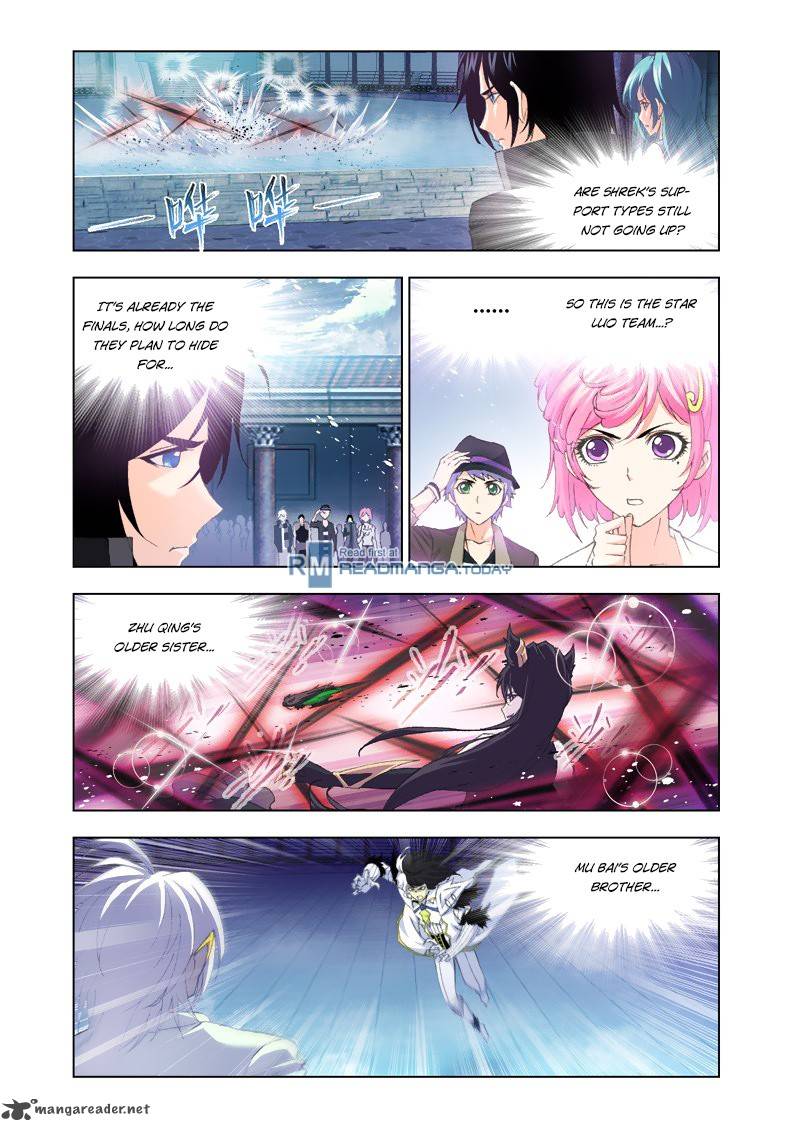 ARE SHREK'S SUP-
PORT TYPES STILL
NOT GOING UP?
哗 哗
IT'S ALREADY THE
FINALS, HOW LONG DO
THEY PLAN TO HIDE
FOR...
......
SO THIS IS THE STAR
LUO TEAM...?
Read first at
RM READMANGA.TODAY
ZHU QING'S
OLDER SISTER...
MU BAI'S OLDER
BROTHER...
mangareader.net